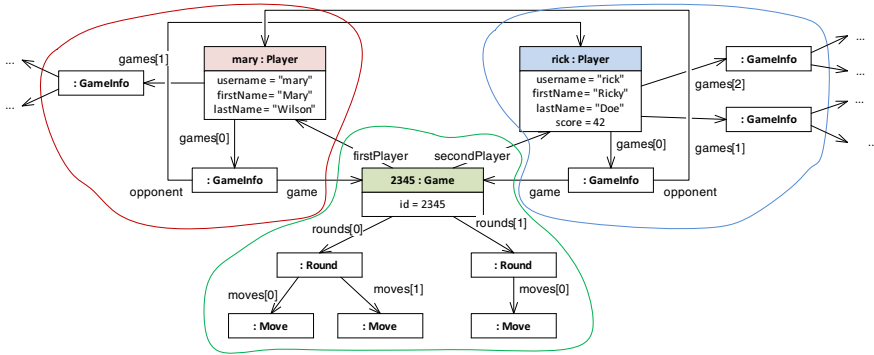 mary : Player
username = "mary"
firstName= "Mary"
lastName= "Wilson"
rick : Player
username = "rick"
firstName= "Ricky"
lastName= "Doe"
score = 42
...
...
games[1]
: GameInfo
games[0]
: GameInfo
opponent
game
firstPlayer
secondPlayer
2345 : Game
id = 2345
games[0]
: GameInfo
game
opponent
games[2]
: GameInfo
games[1]
: GameInfo
...
...
...
...
rounds[0]
rounds[1]
: Round
: Round
moves[0]
moves[1]
moves[0]
: Move
: Move
: Move